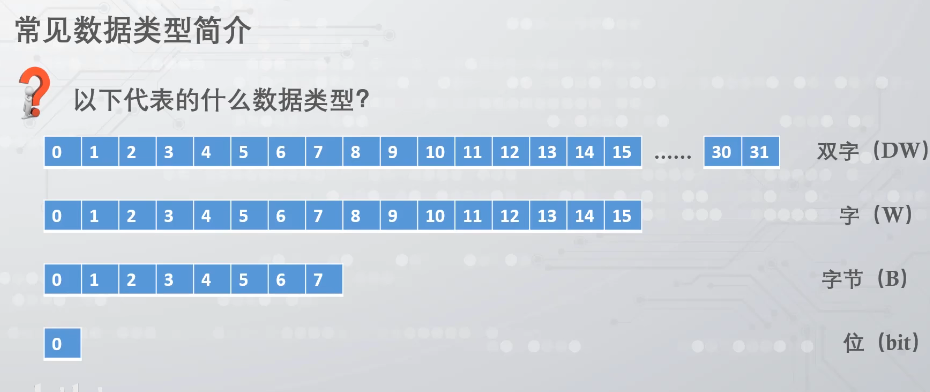 常见数据类型简介
以下代表的什么数据类型?
0 1 2 3 4 5 6 7 8 9 10 11 12 13 14 15 …… 30 31 双字（DW）
0 1 2 3 4 5 6 7 8 9 10 11 12 13 14 15 字（W）
0 1 2 3 4 5 6 7 字节（B）
0 位（bit）